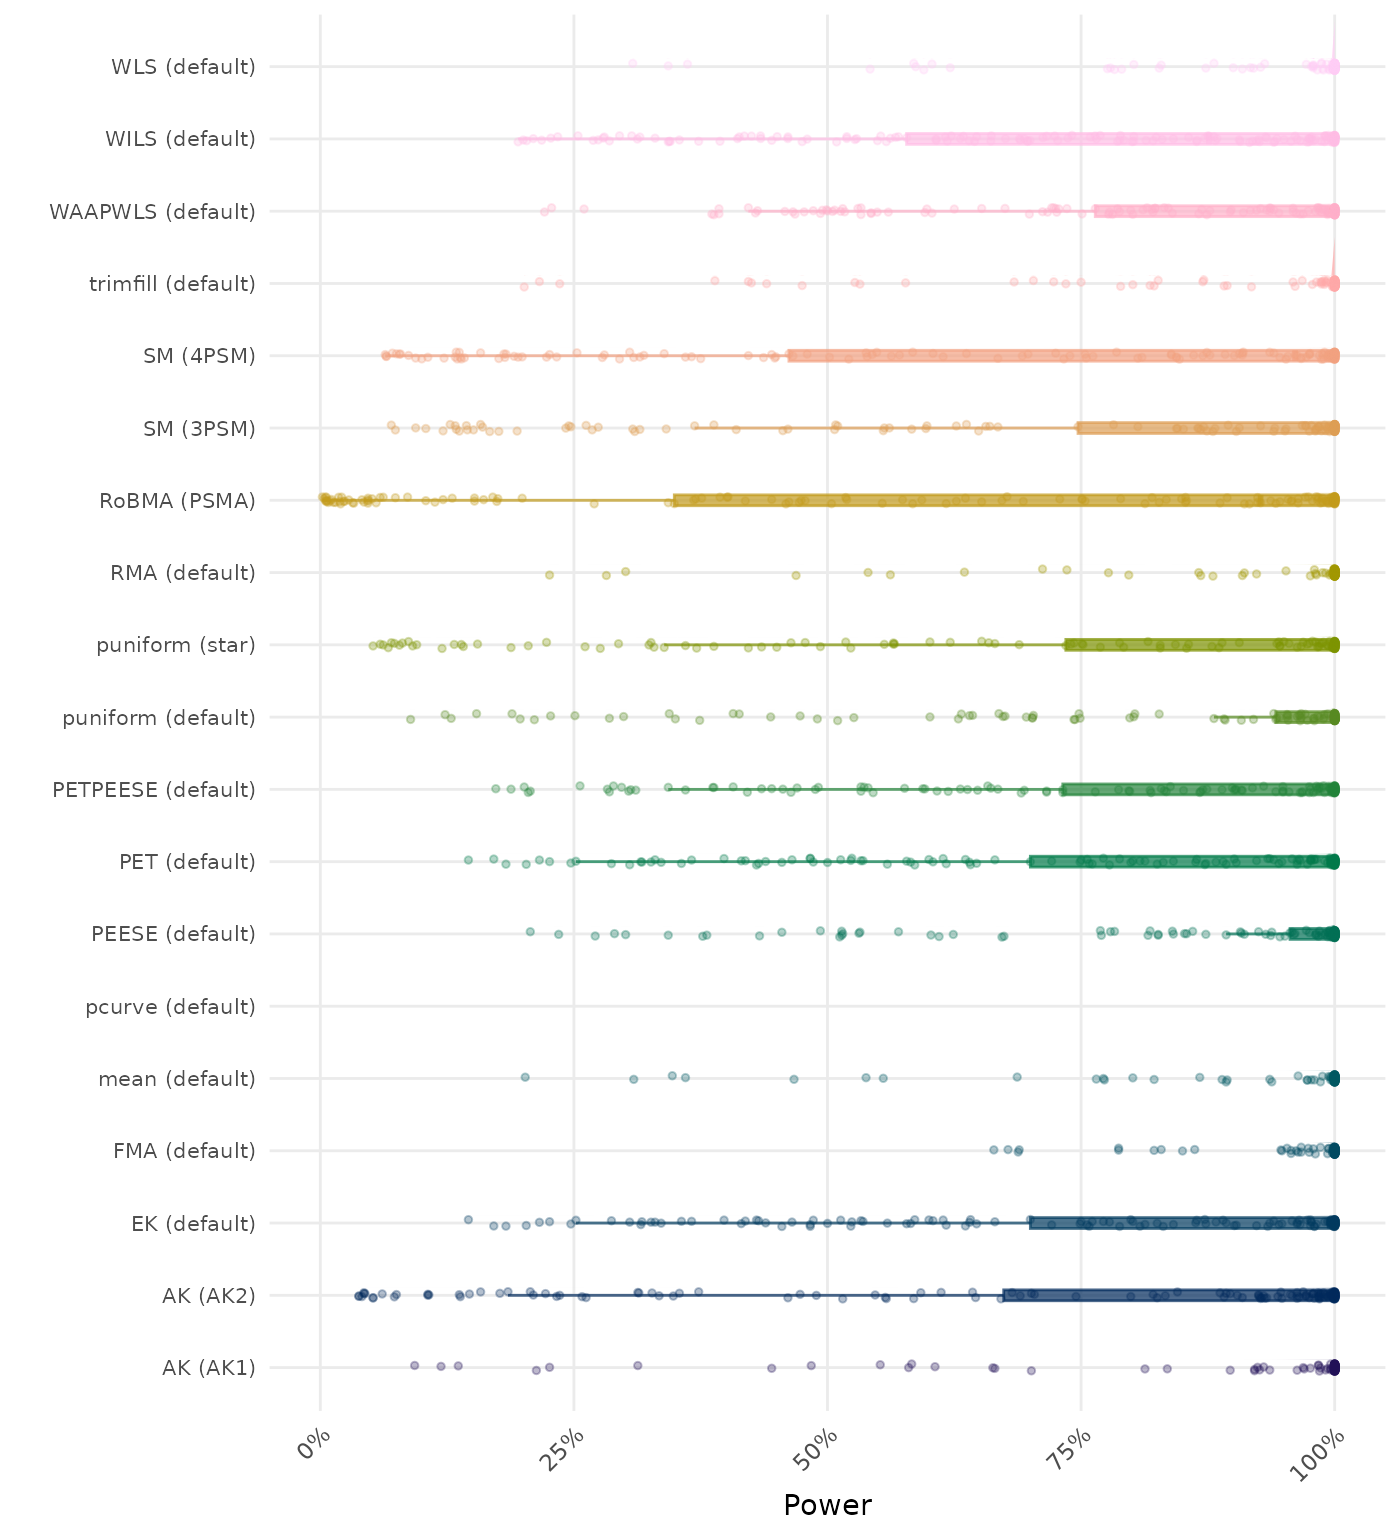 WLS (default)
WILS (default)
WAAPWLS (default)
trimfill (default)
SM (4PSM)
SM (3PSM)
RoBMA (PSMA)
RMA (default)
puniform (star)
puniform (default)
PETPEESE (default)
PET (default)
PEESE (default)
pcurve (default)
mean (default)
FMA (default)
EK (default)
AK (AK2)
AK (AK1)
0%
25%
50%
75%
100%
Power